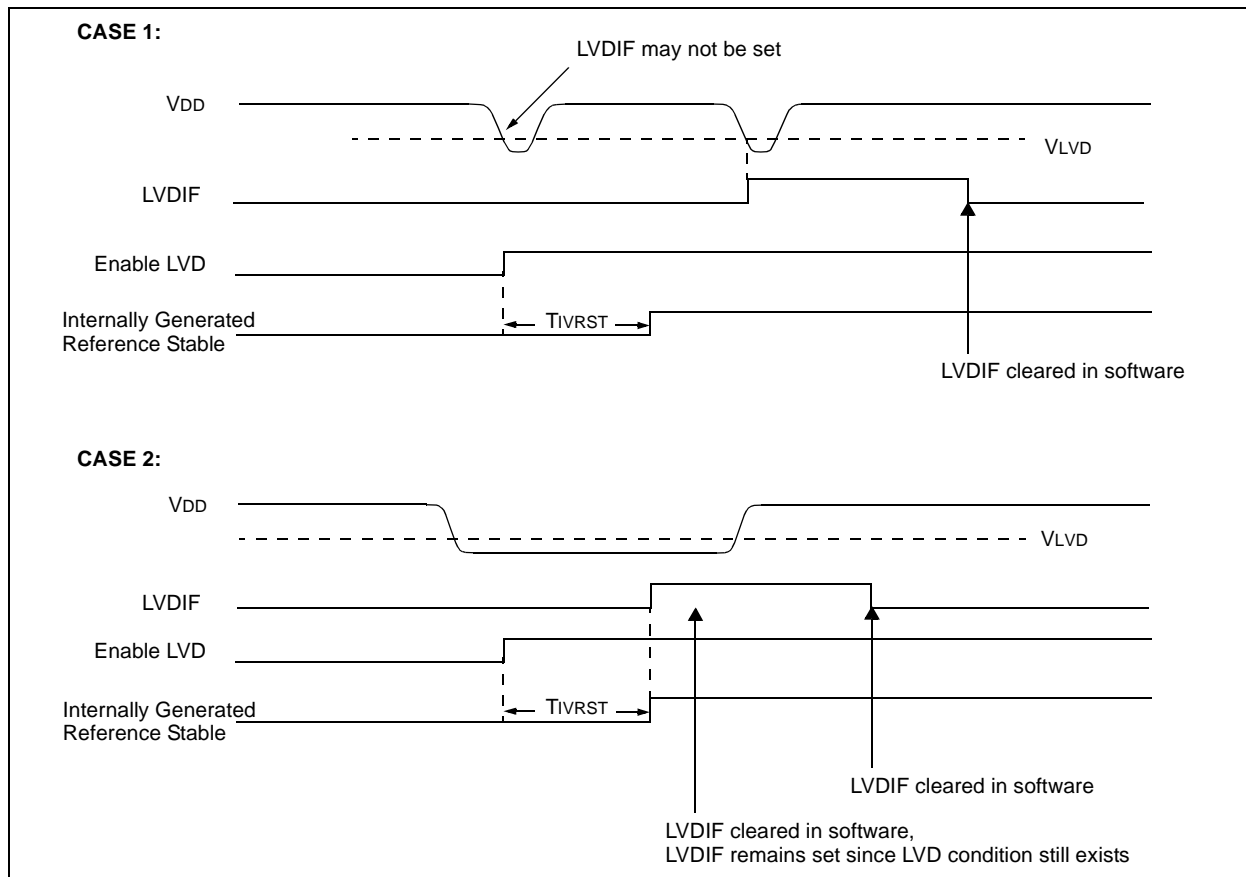 CASE 1:
LVDIF may not be set
VDD
VLVD
LVDIF
Enable LVD
TIVRST
Internally Generated
Reference Stable
LVDIF cleared in software
CASE 2:
VDD
VLVD
LVDIF
Enable LVD
TIVRST
Internally Generated
Reference Stable
LVDIF cleared in software
LVDIF cleared in software,
LVDIF remains set since LVD condition still exists